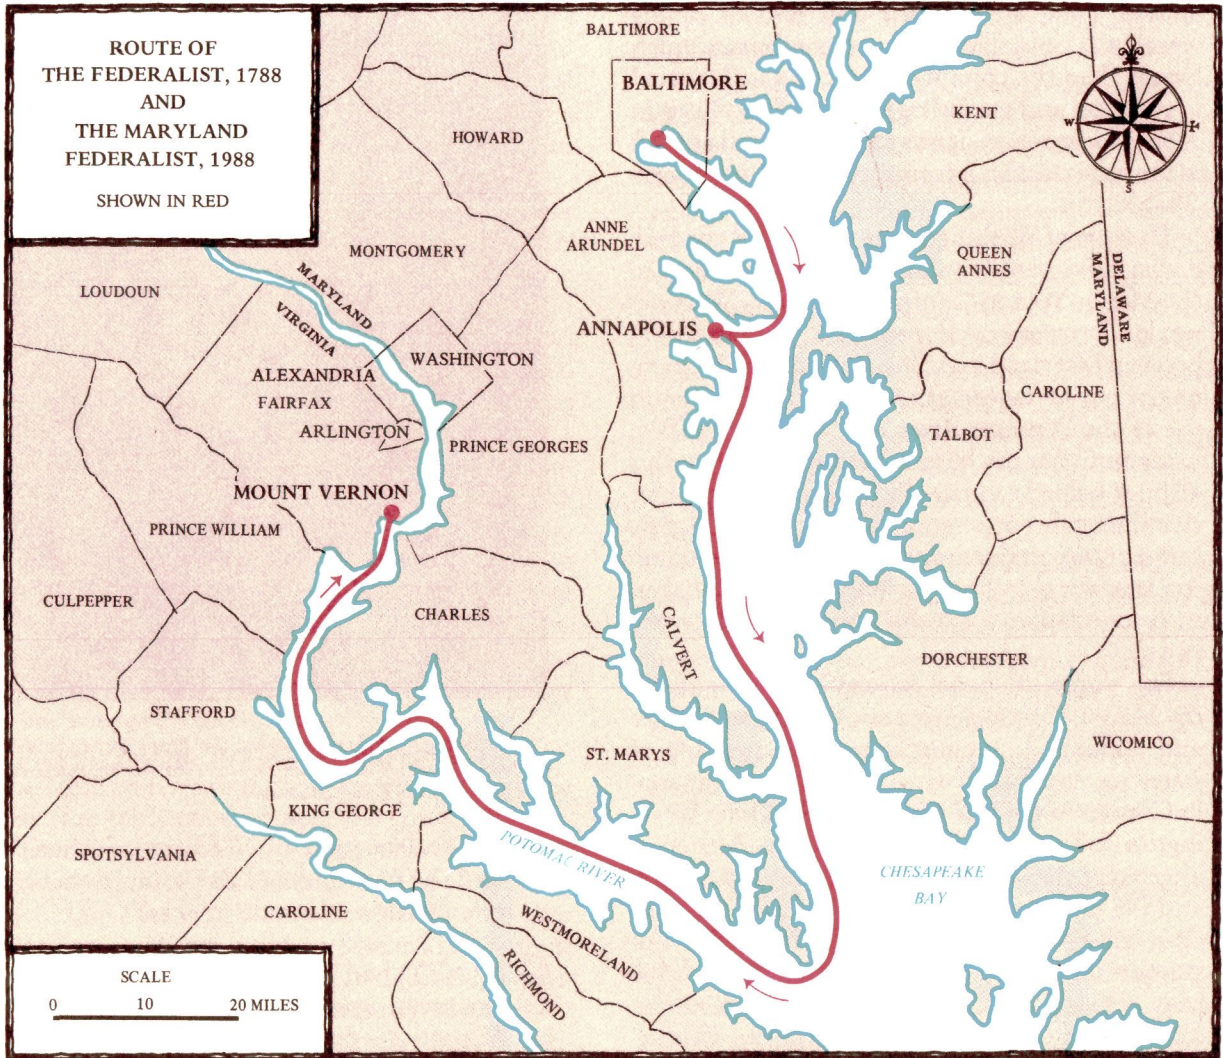 ROUTE OF
THE FEDERALIST, 1788
AND
THE MARYLAND
FEDERALIST, 1988
SHOWN IN RED
BALTIMORE
BALTIMORE
HOWARD
KENT
W
E
S
ANNE
ARUNDEL
MONTGOMERY
QUEEN
ANNES
DELAWARE
MARYLAND
LOUDOUN
MARYLAND
VIRGINIA
ANNAPOLIS
WASHINGTON
ALEXANDRIA
FAIRFAX
ARLINGTON
CAROLINE
TALBOT
PRINCE GEORGES
MOUNT VERNON
PRINCE WILLIAM
CULPEPPER
CHARLES
CALVERT
DORCHESTER
STAFFORD
WICOMICO
ST. MARYS
KING GEORGE
SPOTSYLVANIA
POTOMAC RIVER
CHESAPEAKE
BAY
CAROLINE
WESTMORELAND
RICHMOND
SCALE
0 10 20 MILES